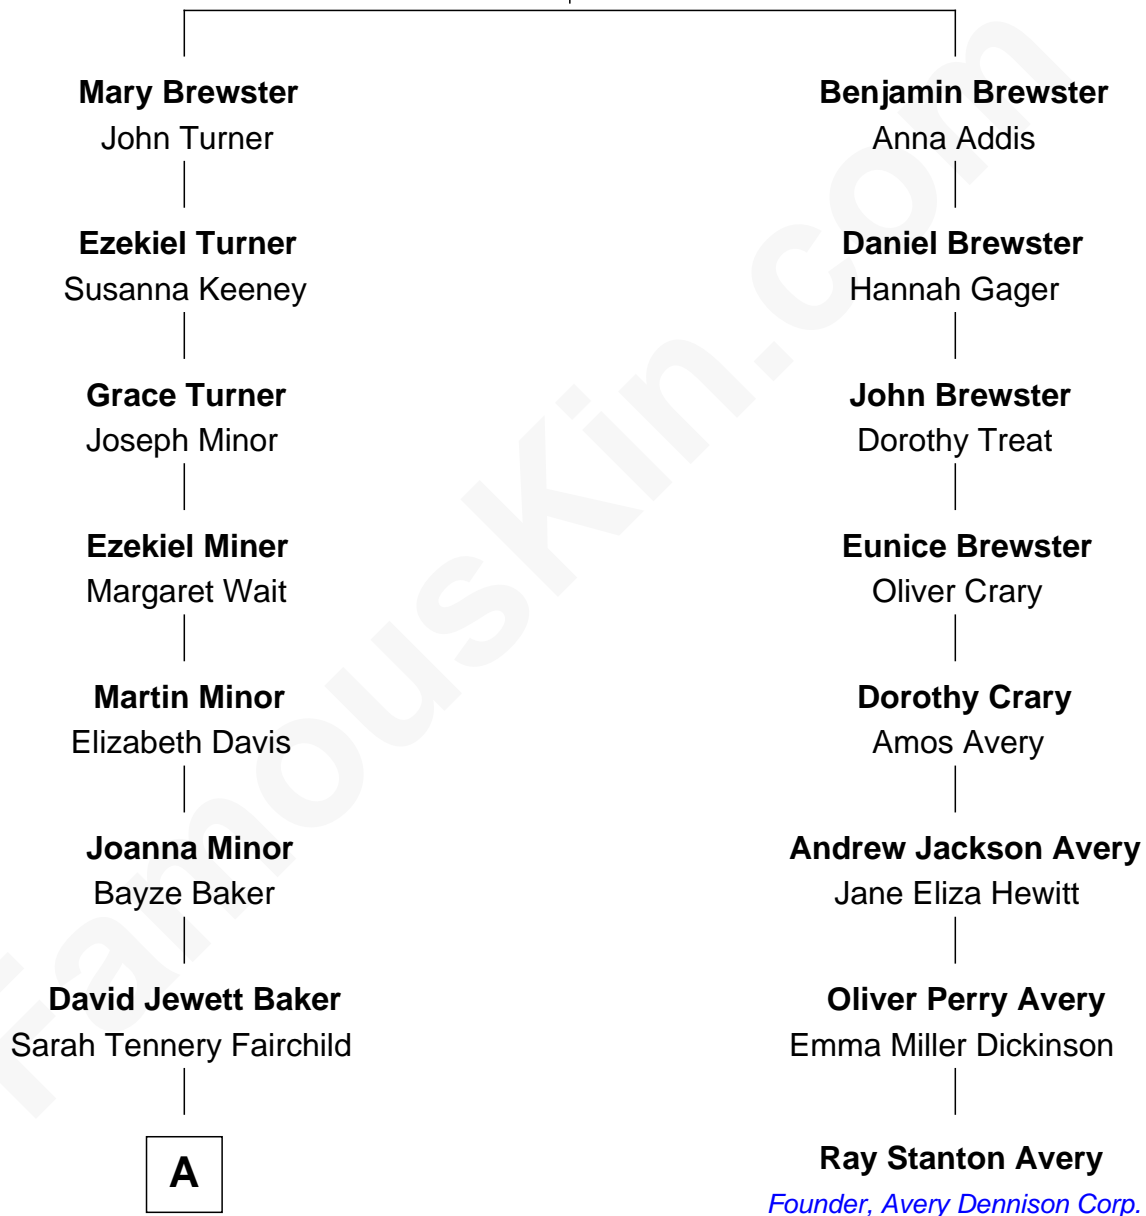 Mary Brewster
John Turner
Ezekiel Turner
Susanna Keeney
Grace Turner
Joseph Minor
Ezekiel Miner
Margaret Wait
Martin Minor
Elizabeth Davis
Joanna Minor
Bayze Baker
David Jewett Baker
Sarah Tennery Fairchild
A
Benjamin Brewster
Anna Addis
Daniel Brewster
Hannah Gager
John Brewster
Dorothy Treat
Eunice Brewster
Oliver Crary
Dorothy Crary
Amos Avery
Andrew Jackson Avery
Jane Eliza Hewitt
Oliver Perry Avery
Emma Miller Dickinson
Ray Stanton Avery
Founder, Avery Dennison Corp.
FamousKin.com